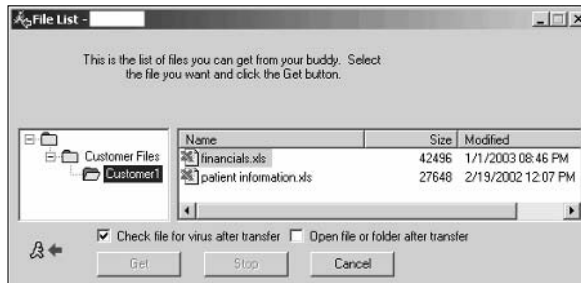 File List -
This is the list of files you can get from your buddy. Select
the file you want and click the Get button.
Name Size Modified
Customer Files
financials.xls 42496 1/1/2003 08:46 PM
Customer1
patient information.xls 27648 2/19/2002 12:07 PM
Check file for virus after transfer Open file or folder after transfer
Get Stop Cancel